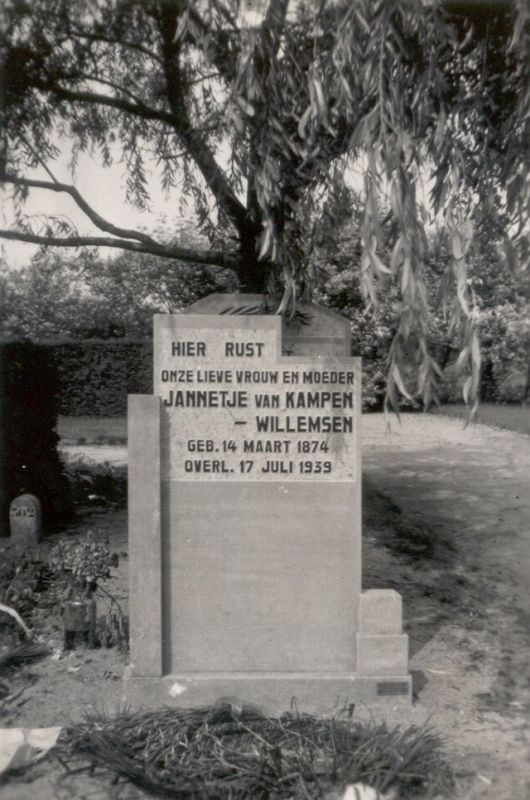 HIER RUST
ONZE LIEVE VROUW EN MOEDER
JANNETJE VAN KAMPEN
– WILLEMSEN
GEB. 14 MAART 1874
OVERL. 17 JULI 1939